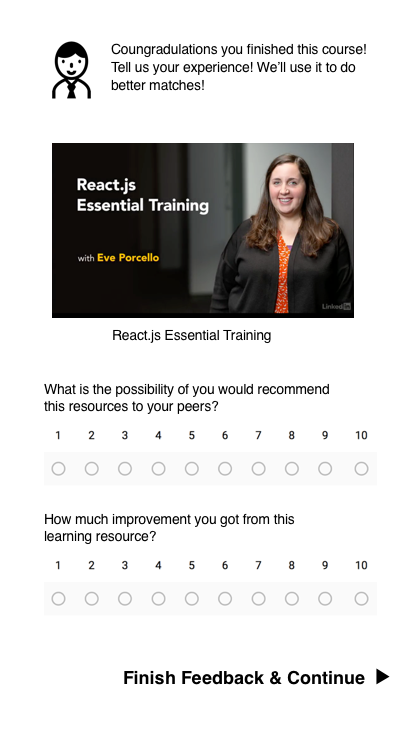 Coungradulations you finished this course!
Tell us your experience! We'll use it to do
better matches!
React.js
Essential Training
with Eve Porcello
LinkedIn
React.js Essential Training
What is the possibility of you would recommend
this resources to your peers?
1 2 3 4 5 6 7 8 9 10
How much improvement you got from this
learning resource?
1 2 3 4 5 6 7 8 9 10
Finish Feedback & Continue